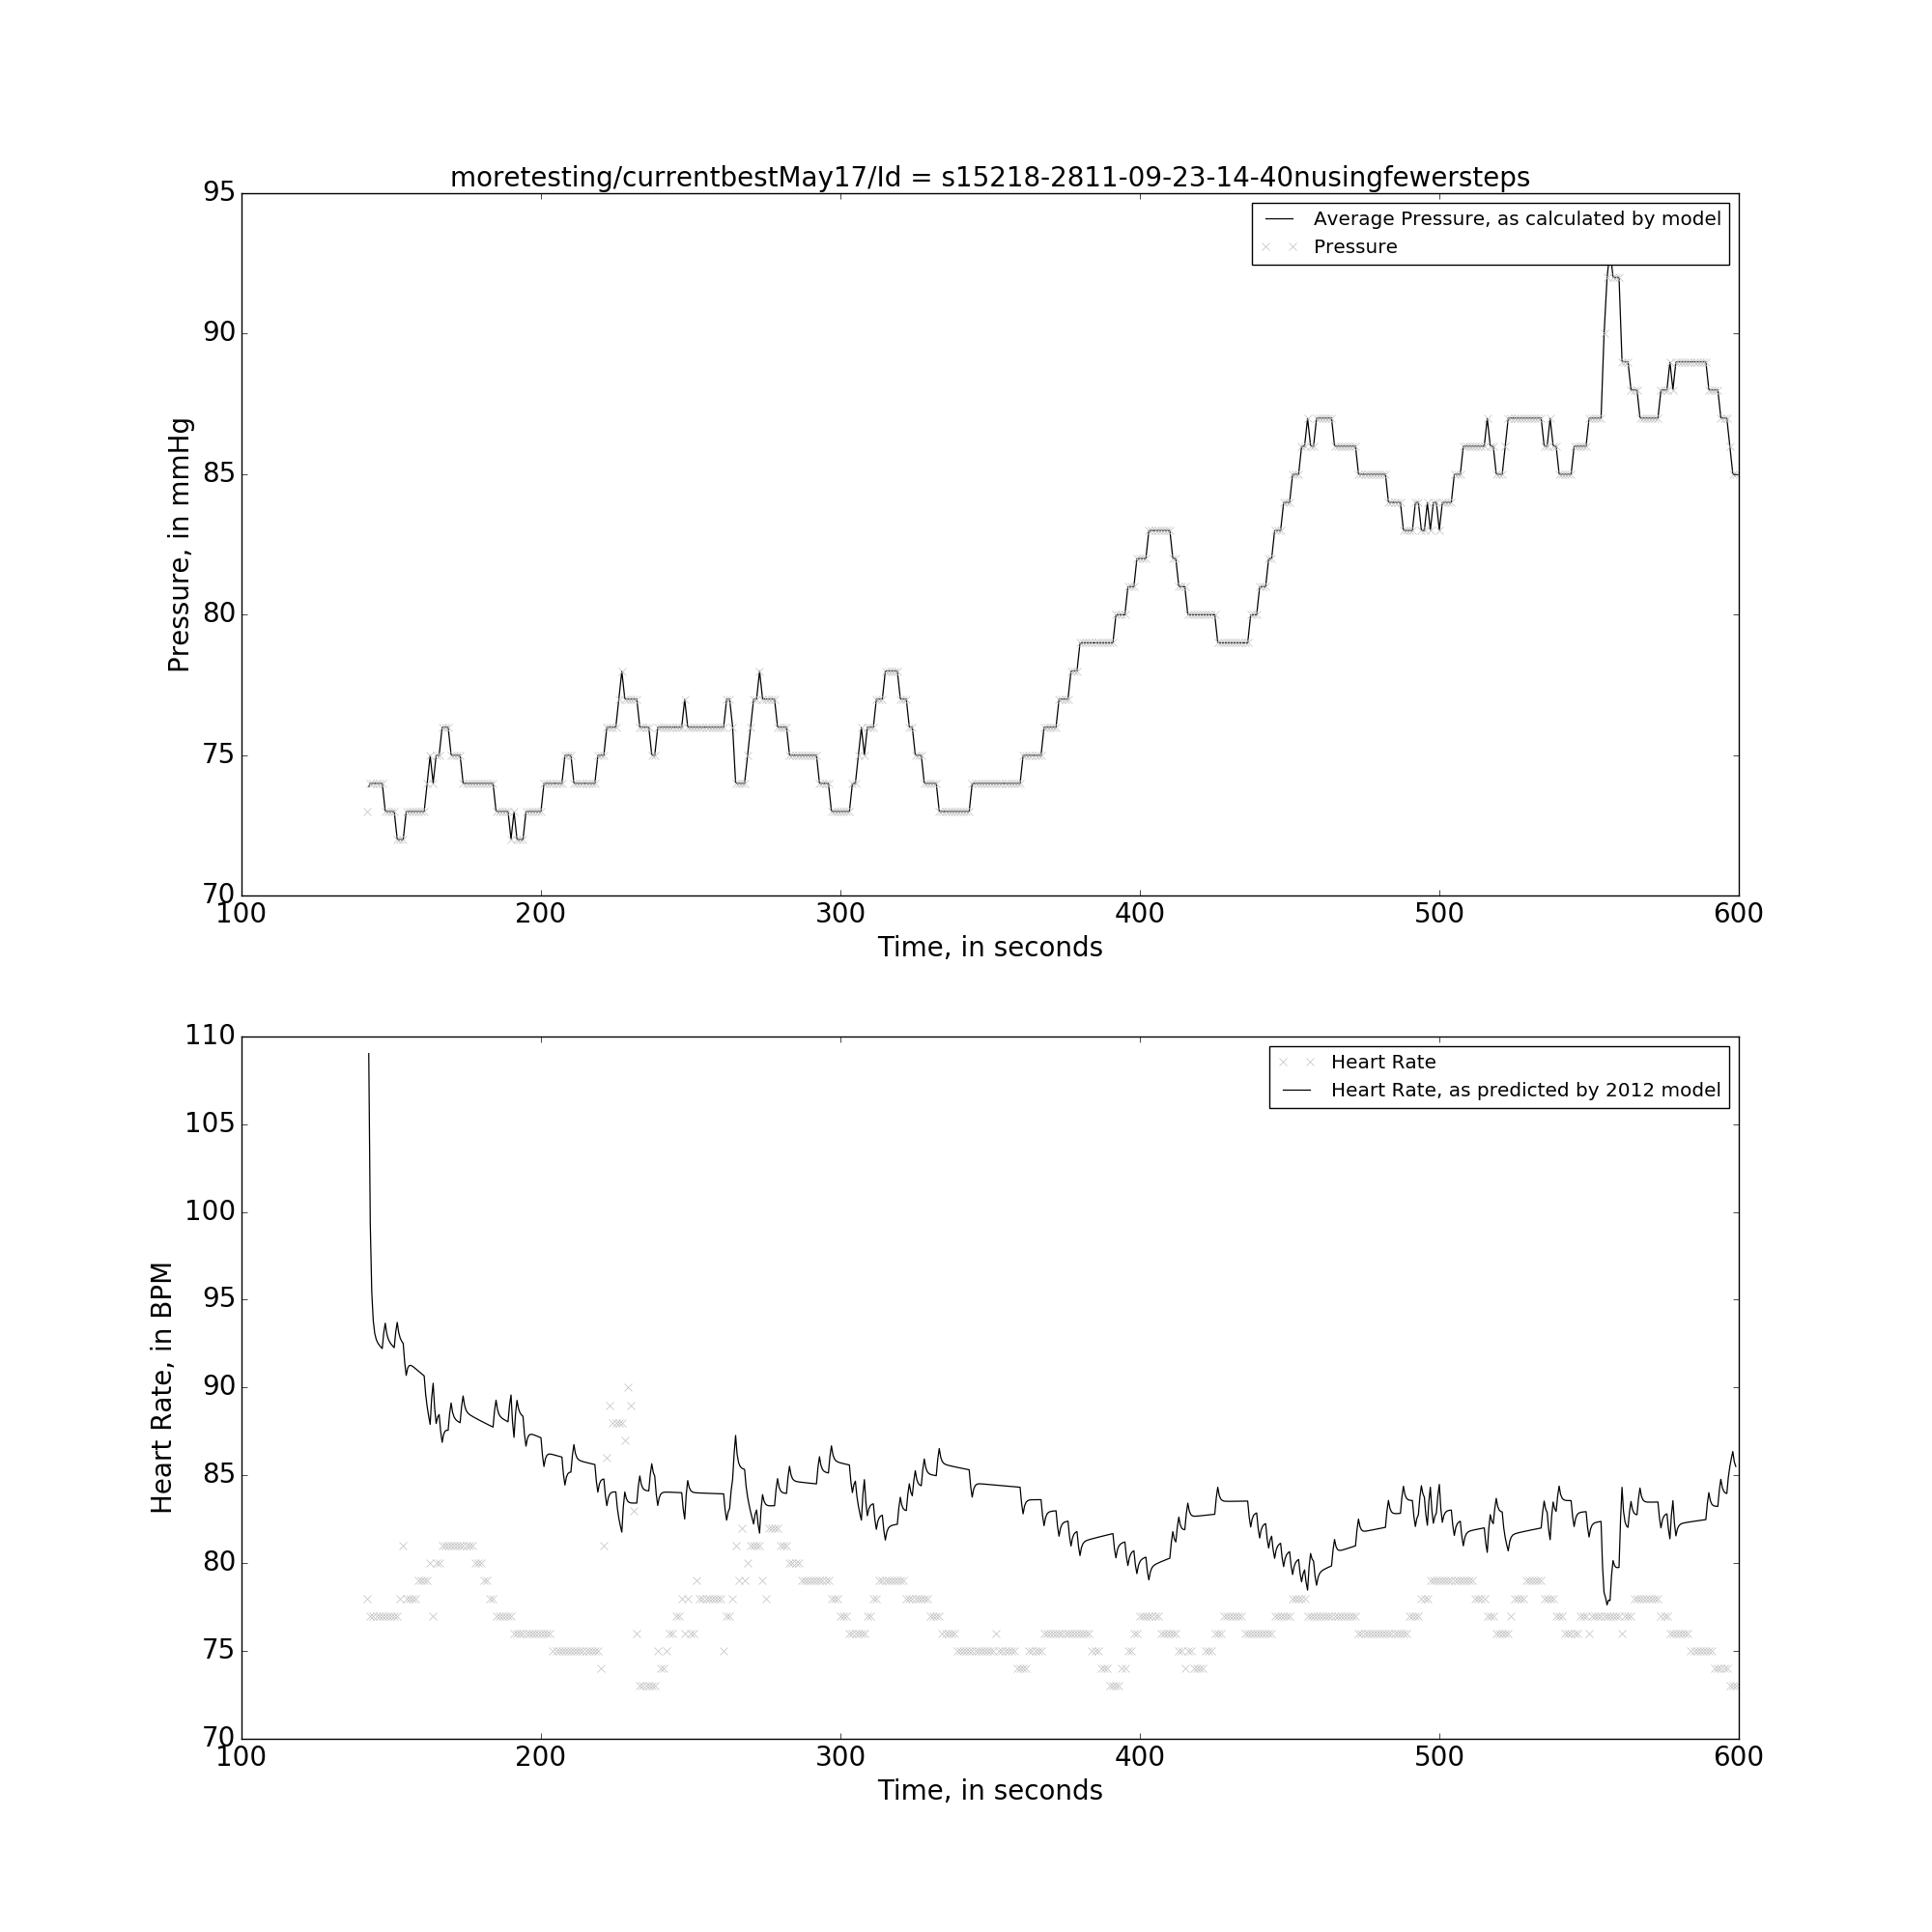 moretesting/currentbestMay17/Id = s15218-2811-09-23-14-40nusingfewersteps
95
90
85
80
75
70
Pressure, in mmHg
Average Pressure, as calculated by model
Pressure
100 200 300 400 500 600
Time, in seconds
110
105
100
95
90
85
80
75
70
Heart Rate, in BPM
Heart Rate
Heart Rate, as predicted by 2012 model
100 200 300 400 500 600
Time, in seconds